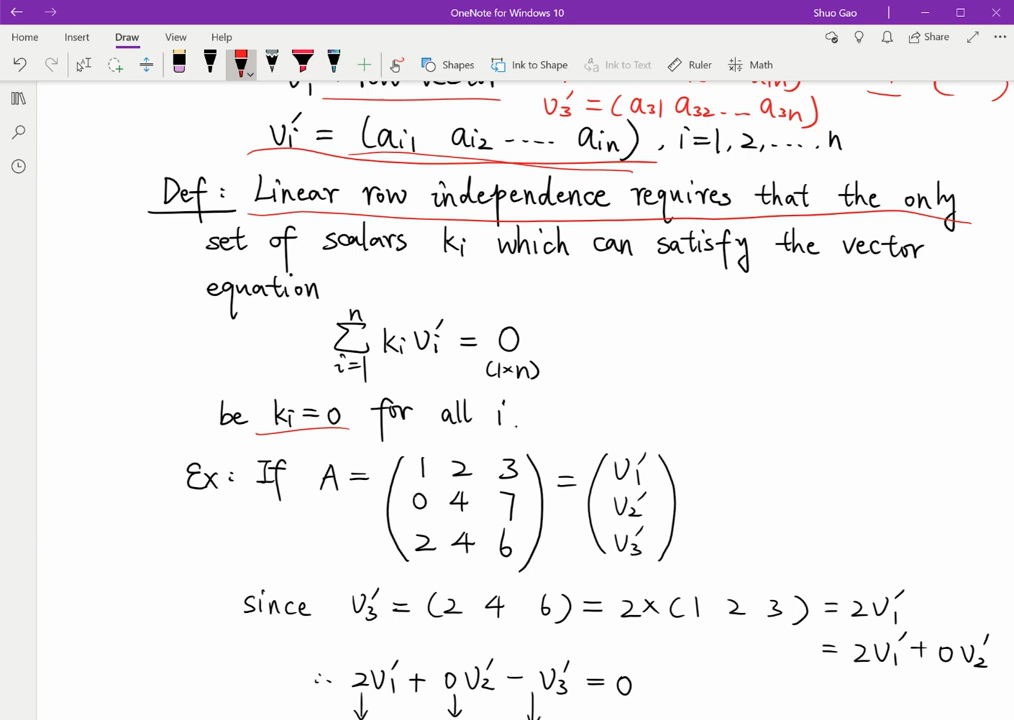 OneNote for Windows 10
Shuo Gao
Home Insert Draw View Help
Share
Shapes Ink to Shape Ink to Text Ruler Math
row vector
v₃′ = (a₃₁ a₃₂ ... a₃ₙ)
vᵢ′ = (aᵢ₁ aᵢ₂ ..... aᵢₙ), i=1, 2, .... n
Def: Linear row independence requires that the only
set of scalars kᵢ which can satisfy the vector
equation
n
∑ kᵢ vᵢ′ = 0
i=1 (1×n)
be kᵢ=0 for all i.
Ex: If A = (1 2 3 = (v₁′
0 4 7 v₂′
2 4 6) v₃′)
since v₃′ = (2 4 6) = 2×(1 2 3) = 2v₁′
= 2v₁′ + 0v₂′
∴ 2v₁′ + 0v₂′ − v₃′ = 0
↓ ↓ ↓